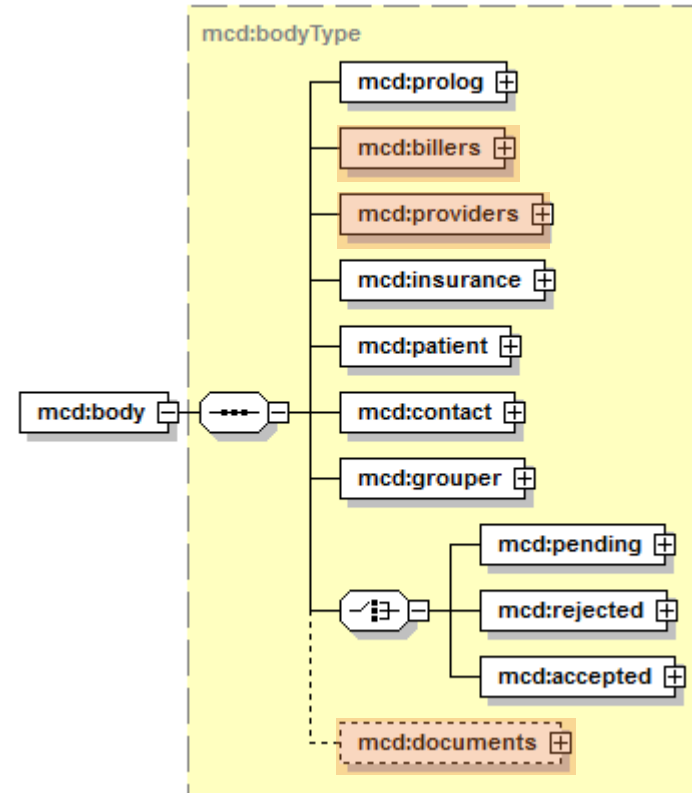 mcd:bodyType
mcd:prolog
mcd:billers
mcd:providers
mcd:insurance
mcd:patient
mcd:body
mcd:contact
mcd:grouper
mcd:pending
mcd:rejected
mcd:accepted
mcd:documents